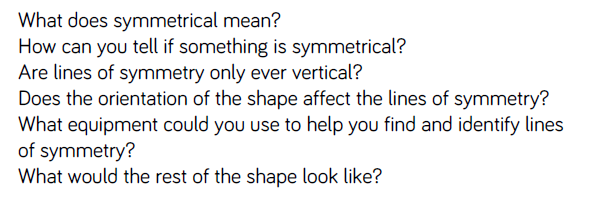 What does symmetrical mean?
How can you tell if something is symmetrical?
Are lines of symmetry only ever vertical?
Does the orientation of the shape affect the lines of symmetry?
What equipment could you use to help you find and identify lines
of symmetry?
What would the rest of the shape look like?